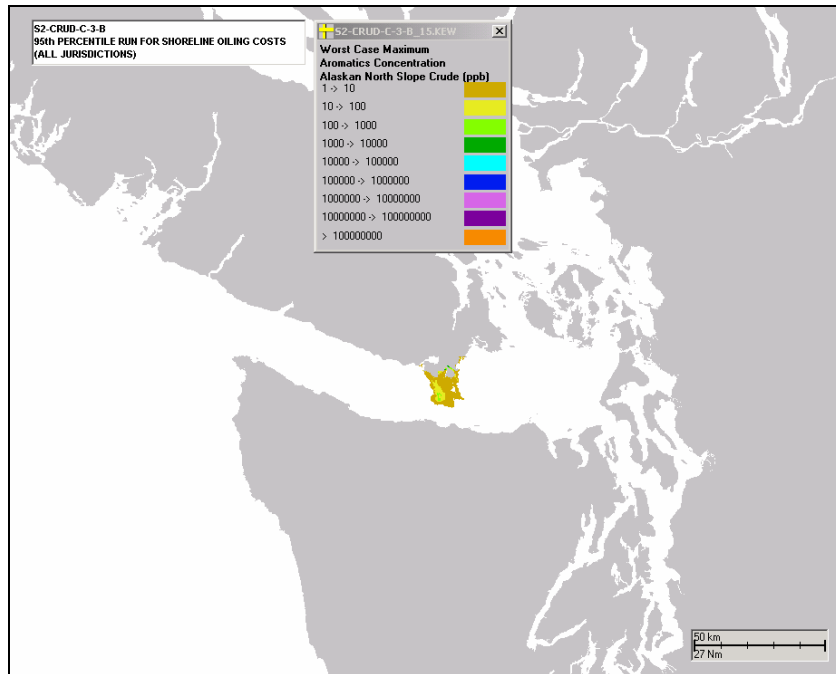 S2-CRUD-C-3-B
95th PERCENTILE RUN FOR SHORELINE OILING COSTS
(ALL JURISDICTIONS)
S2-CRUD-C-3-B_15.KEW
Worst Case Maximum
Aromatics Concentration
Alaskan North Slope Crude (ppb)
1 -> 10
10 -> 100
100 -> 1000
1000 -> 10000
10000 -> 100000
100000 -> 1000000
1000000 -> 10000000
10000000 -> 100000000
> 100000000
50 km
27 Nm